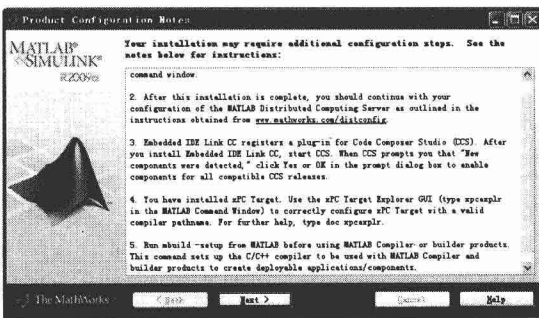 Product Configuration Notes
MATLAB®
SIMULINK®
R2009a
Your installation may require additional configuration steps. See the
notes below for instructions:
command window.
2. After this installation is complete, you should continue with your
configuration of the MATLAB Distributed Computing Server as outlined in the
instructions obtained from www.mathworks.com/distconfig.
3. Embedded IDE Link CC registers a plug-in for Code Composer Studio (CCS). After
you install Embedded IDE Link CC, start CCS. When CCS prompts you that "New
components were detected," click Yes or OK in the prompt dialog box to enable
components for all compatible CCS releases.
4. You have installed xPC Target. Use the xPC Target Explorer GUI (type xpcexplr
in the MATLAB Command Window) to correctly configure xPC Target with a valid
compiler pathname. For further help, type doc xpcexplr.
5. Run mbuild -setup from MATLAB before using MATLAB Compiler or builder products.
This command sets up the C/C++ compiler to be used with MATLAB Compiler and
builder products to create deployable applications/components.
The MathWorks
< Back
Next >
Cancel
Help